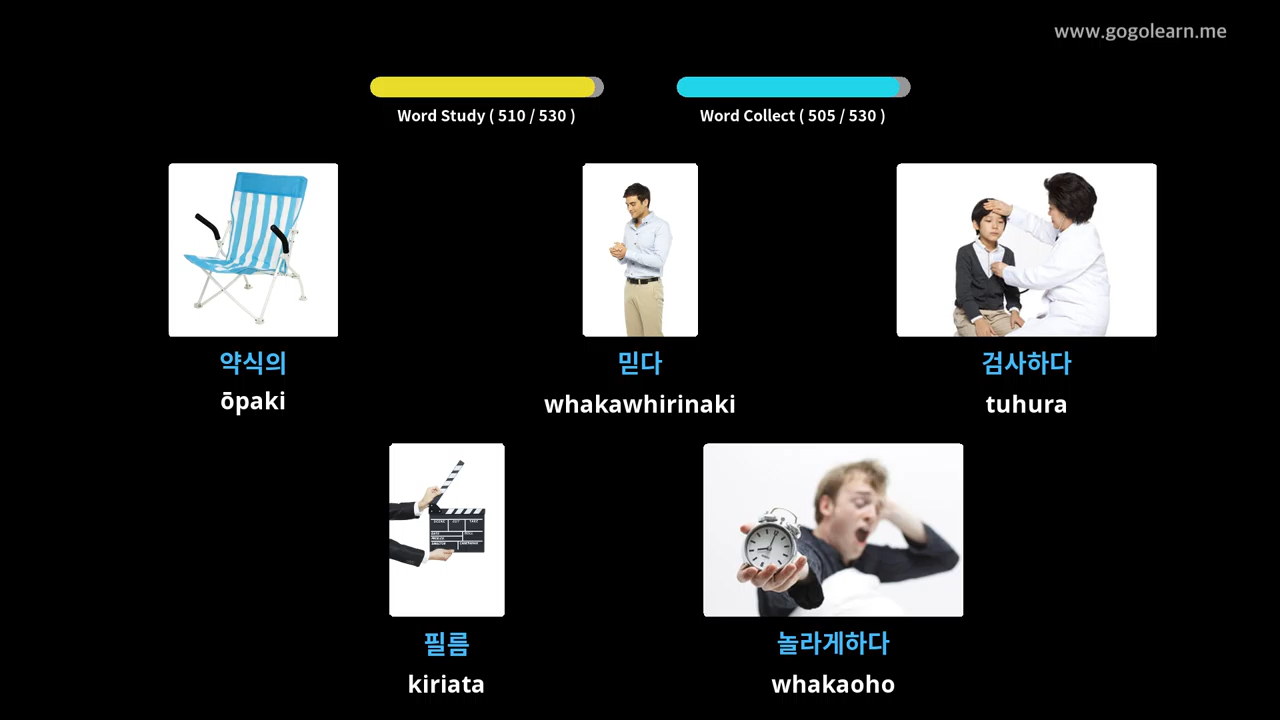 www.gogolearn.me
Word Study ( 510 / 530 )
Word Collect ( 505 / 530 )
약식의
ōpaki
믿다
whakawhirinaki
검사하다
tuhura
필름
kiriata
놀라게하다
whakaoho